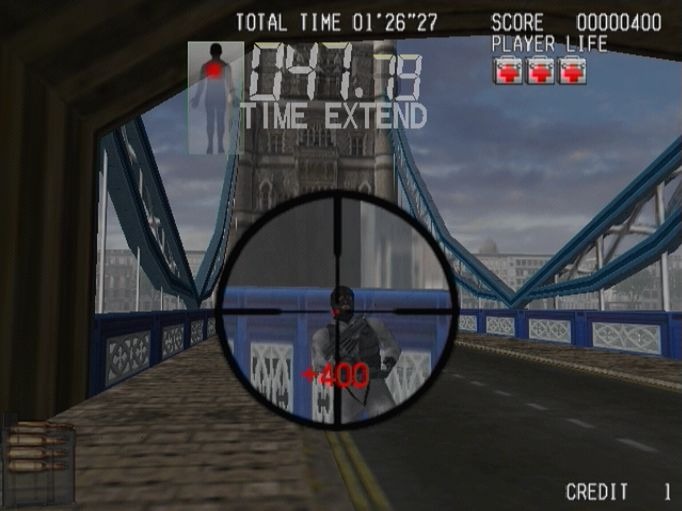 TOTAL TIME 01'26"27
SCORE 00000400
PLAYER LIFE
047.79
TIME EXTEND
+400
CREDIT 1